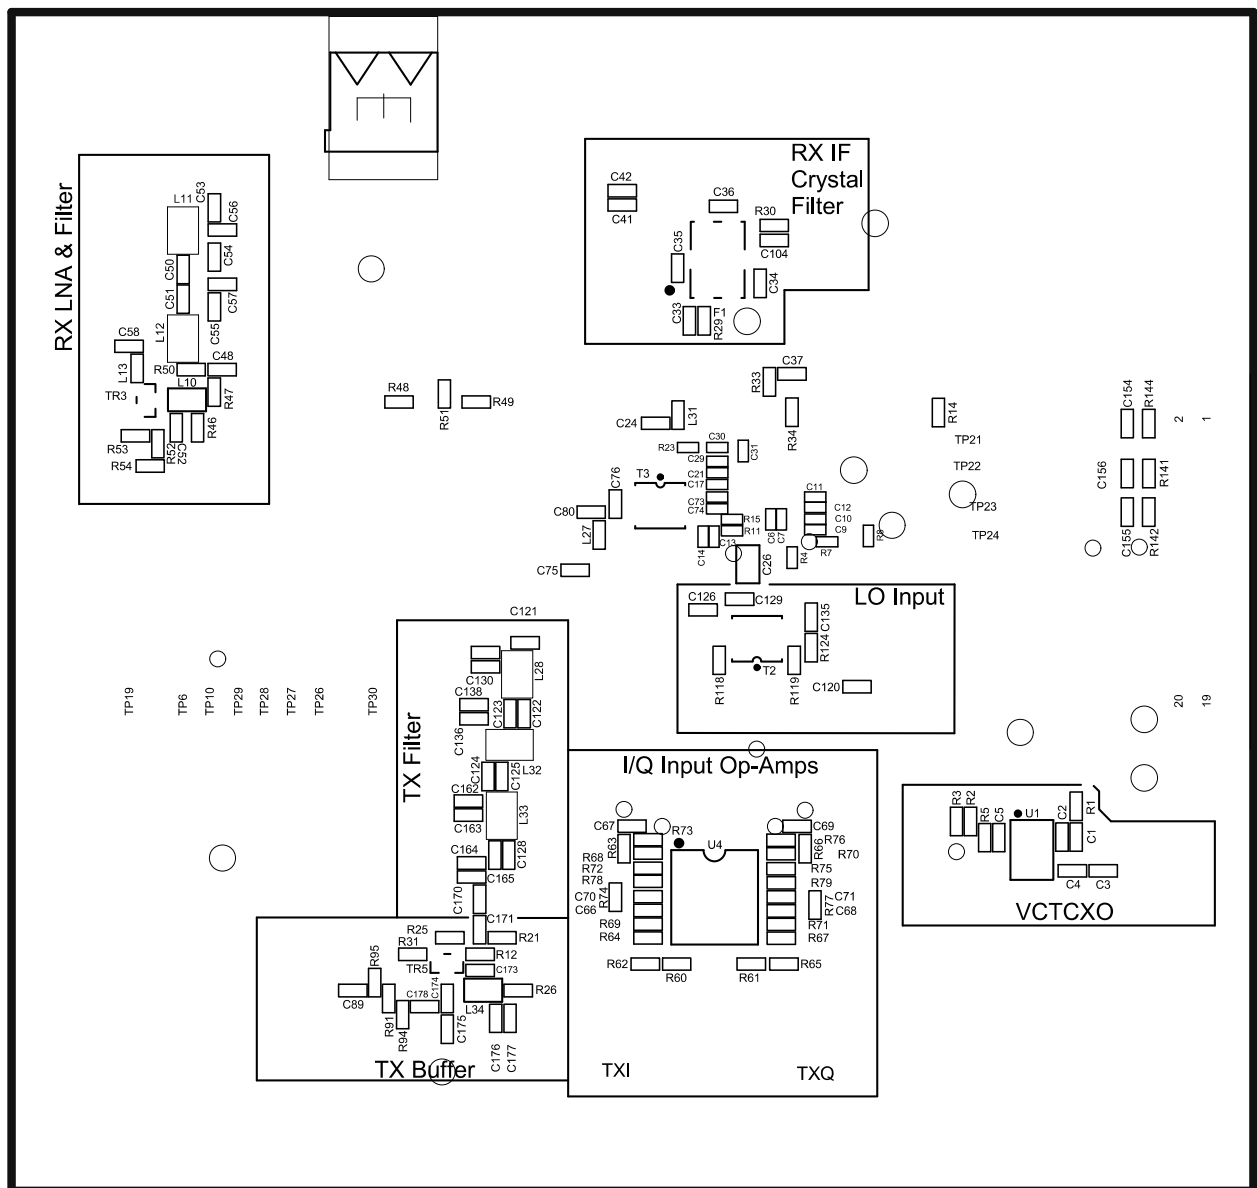 RX LNA & Filter
L11
C53
C56
C54
C50
C51
C57
C55
L12
C58
L13
R50
C48
TR3
L10
R47
R53
R54
R52
C52
R46
RX IF
Crystal
Filter
C42
C41
C36
R30
C104
C35
C34
C33
F1
R29
R48
R51
R49
C37
R33
R34
C24
L31
R23
C30
C31
C29
C21
C17
C73
C74
R15
R11
T3
C76
C80
L27
C75
C14
C13
C6
C7
C11
C12
C10
C9
R4
R7
R8
C26
R14
TP21
TP22
TP23
TP24
C154
R144
C156
R141
C155
R142
2
1
20
19
LO Input
C126
C129
C135
R124
R118
T2
R119
C120
TP19
TP6
TP10
TP29
TP28
TP27
TP26
TP30
TX Filter
C121
L28
C130
C138
C123
C122
C136
L32
C124
C125
C162
C163
L33
C128
C164
C165
C170
C171
I/Q Input Op-Amps
C67
R73
U4
C69
R63
R68
R72
R78
R74
C70
C66
R69
R64
R62
R60
R61
R65
R66
R76
R70
R75
R79
R77
C71
C68
R71
R67
TXI
TXQ
VCTCXO
R3
R2
R5
C5
U1
C2
R1
C1
C4
C3
TX Buffer
R25
R21
R31
R12
TR5
C173
R95
C89
R91
R94
C178
C174
C175
L34
R26
C176
C177